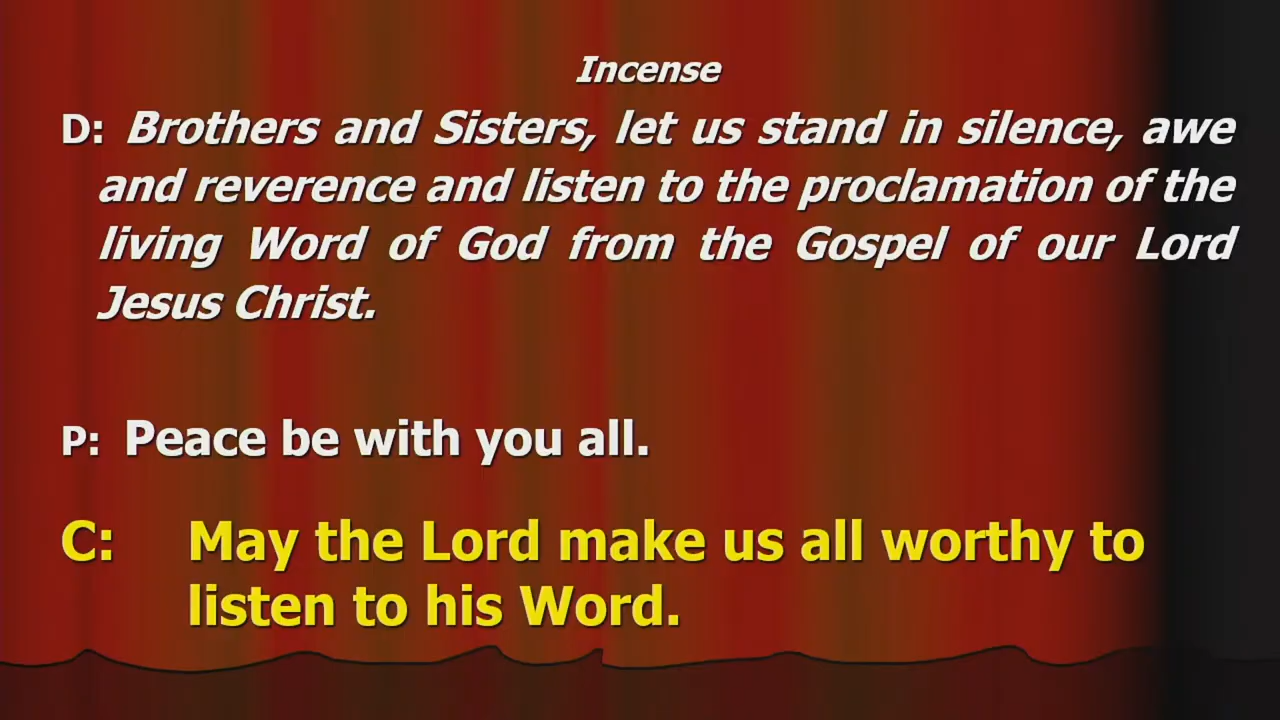 Incense
D: Brothers and Sisters, let us stand in silence, awe
and reverence and listen to the proclamation of the
living Word of God from the Gospel of our Lord
Jesus Christ.
P: Peace be with you all.
C: May the Lord make us all worthy to
listen to his Word.